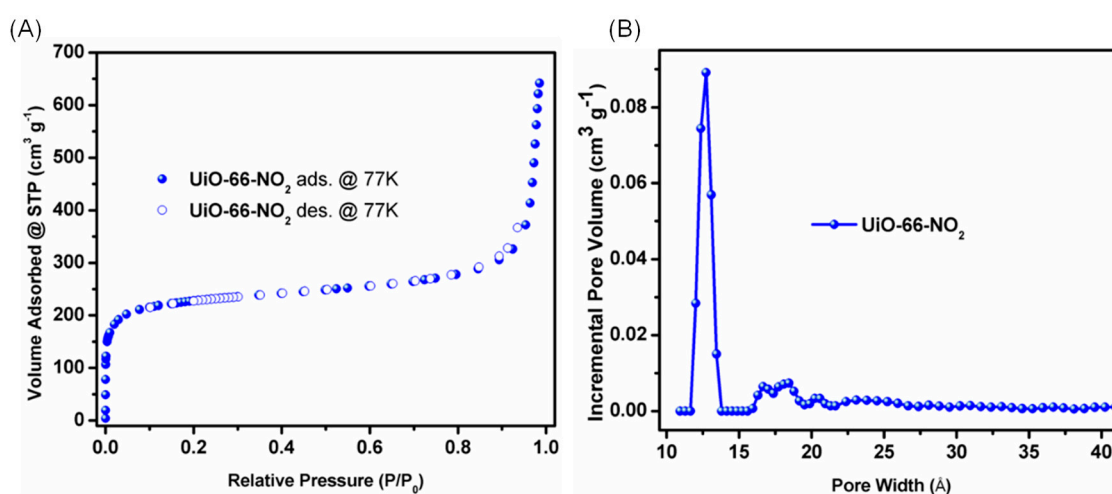 (A)
(B)
700
600
500
400
300
200
100
0
Volume Adsorbed @ STP (cm³ g⁻¹)
UiO-66-NO₂ ads. @ 77K
UiO-66-NO₂ des. @ 77K
0.0 0.2 0.4 0.6 0.8 1.0
Relative Pressure (P/P₀)
0.08
0.06
0.04
0.02
0.00
Incremental Pore Volume (cm³ g⁻¹)
UiO-66-NO₂
10 15 20 25 30 35 40
Pore Width (Å)